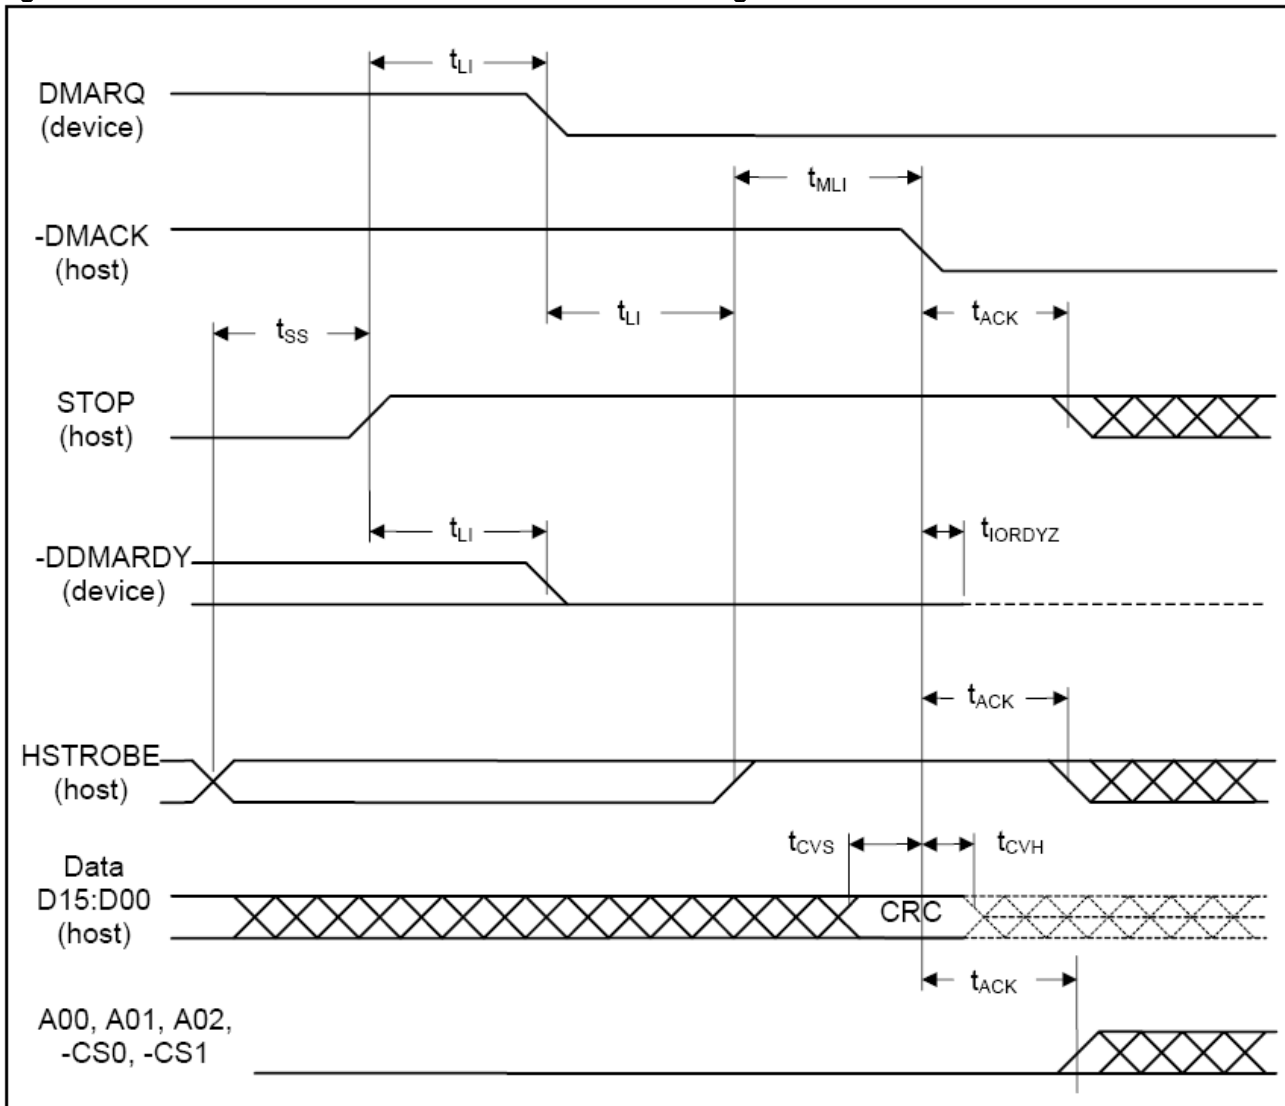 tLI
DMARQ
(device)
tMLI
-DMACK
(host)
tSS
tLI
tACK
STOP
(host)
tLI
tIORDYZ
-DDMARDY
(device)
tACK
HSTROBE
(host)
tCVS
tCVH
Data
D15:D00
(host)
CRC
tACK
A00, A01, A02,
-CS0, -CS1